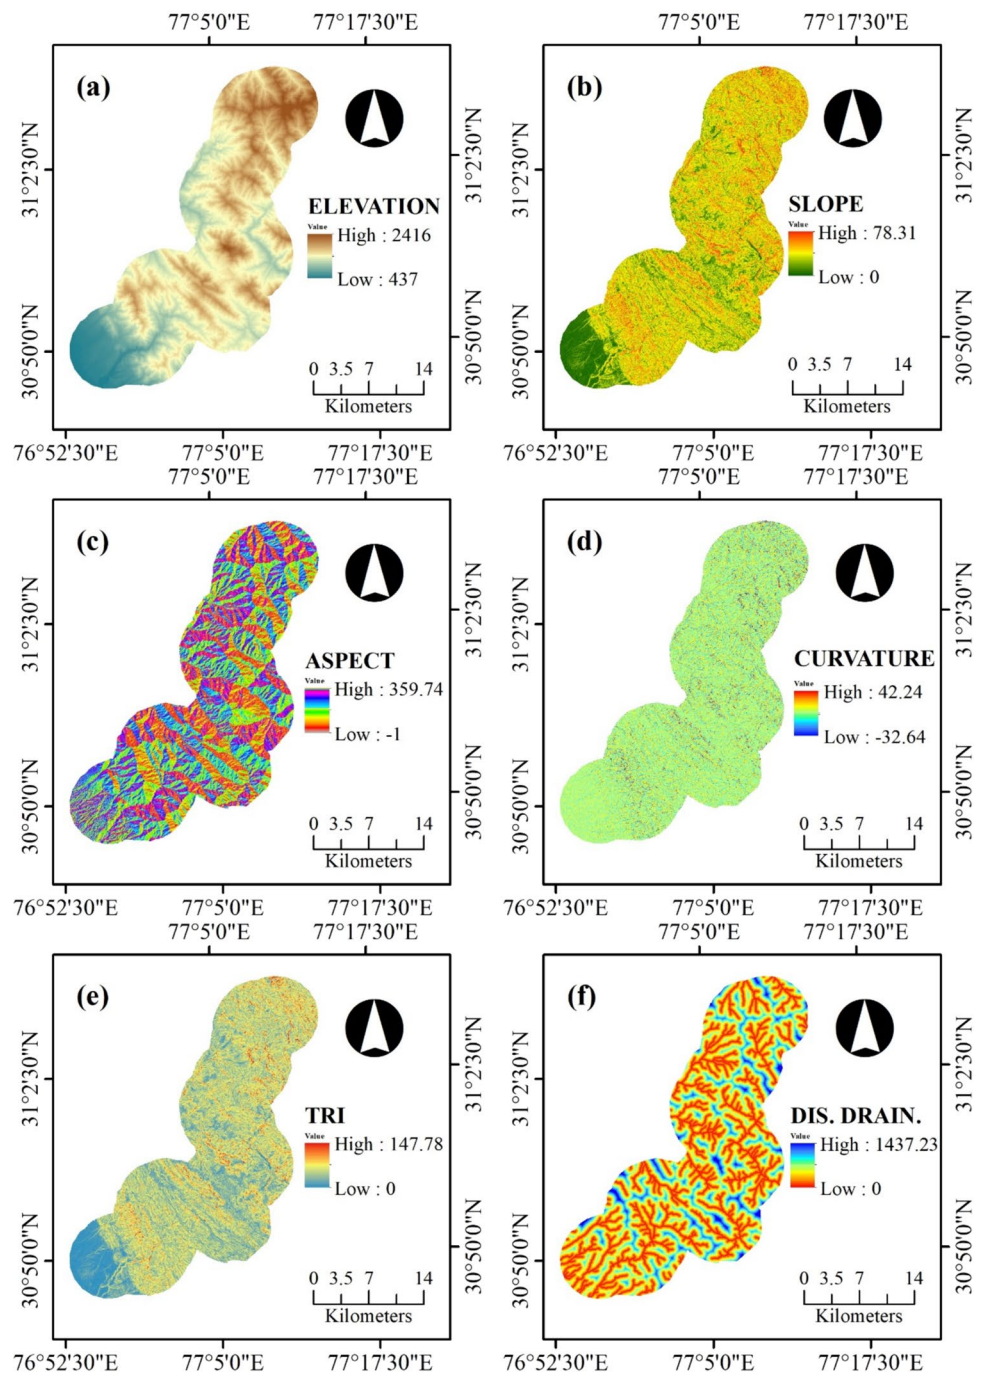 77°5'0"E 77°17'30"E 77°5'0"E 77°17'30"E
(a)
31°2'30"N
31°2'30"N
ELEVATION
Value
High : 2416
Low : 437
30°50'0"N
30°50'0"N
0 3.5 7 14
Kilometers
(b)
31°2'30"N
31°2'30"N
SLOPE
Value
High : 78.31
Low : 0
30°50'0"N
30°50'0"N
0 3.5 7 14
Kilometers
76°52'30"E 77°5'0"E 77°17'30"E 76°52'30"E 77°5'0"E 77°17'30"E
77°5'0"E 77°17'30"E 77°5'0"E 77°17'30"E
(c)
31°2'30"N
31°2'30"N
ASPECT
Value
High : 359.74
Low : -1
30°50'0"N
30°50'0"N
0 3.5 7 14
Kilometers
(d)
31°2'30"N
31°2'30"N
CURVATURE
Value
High : 42.24
Low : -32.64
30°50'0"N
30°50'0"N
0 3.5 7 14
Kilometers
76°52'30"E 77°5'0"E 77°17'30"E 76°52'30"E 77°5'0"E 77°17'30"E
77°5'0"E 77°17'30"E 77°5'0"E 77°17'30"E
(e)
31°2'30"N
31°2'30"N
TRI
Value
High : 147.78
Low : 0
30°50'0"N
30°50'0"N
0 3.5 7 14
Kilometers
(f)
31°2'30"N
31°2'30"N
DIS. DRAIN.
Value
High : 1437.23
Low : 0
30°50'0"N
30°50'0"N
0 3.5 7 14
Kilometers
76°52'30"E 77°5'0"E 77°17'30"E 76°52'30"E 77°5'0"E 77°17'30"E